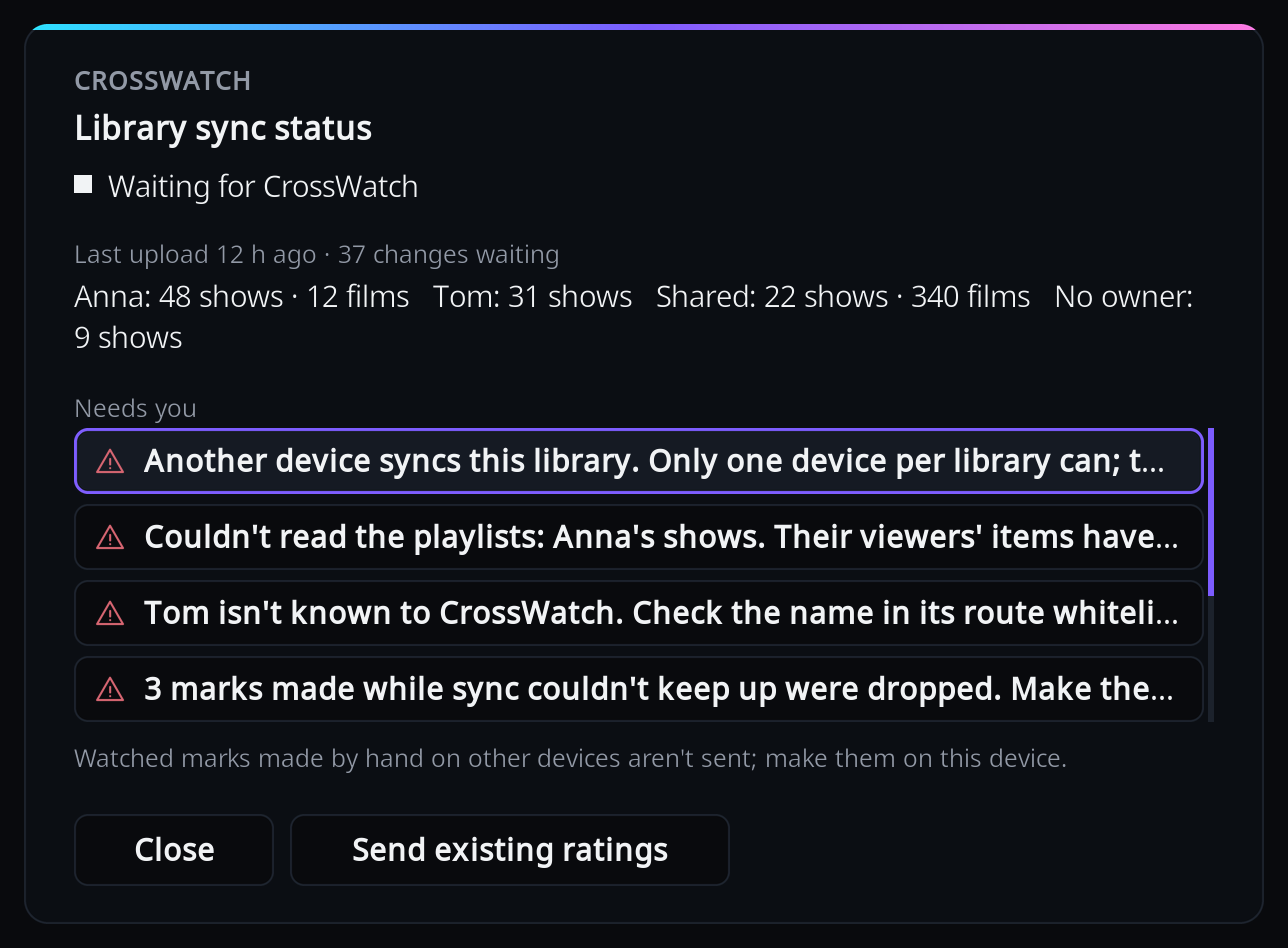 CROSSWATCH
Library sync status
Waiting for CrossWatch
Last upload 12 h ago · 37 changes waiting
Anna: 48 shows · 12 films   Tom: 31 shows   Shared: 22 shows · 340 films   No owner:
9 shows
Needs you
Another device syncs this library. Only one device per library can; t...
Couldn't read the playlists: Anna's shows. Their viewers' items have...
Tom isn't known to CrossWatch. Check the name in its route whiteli...
3 marks made while sync couldn't keep up were dropped. Make the...
Watched marks made by hand on other devices aren't sent; make them on this device.
Close
Send existing ratings